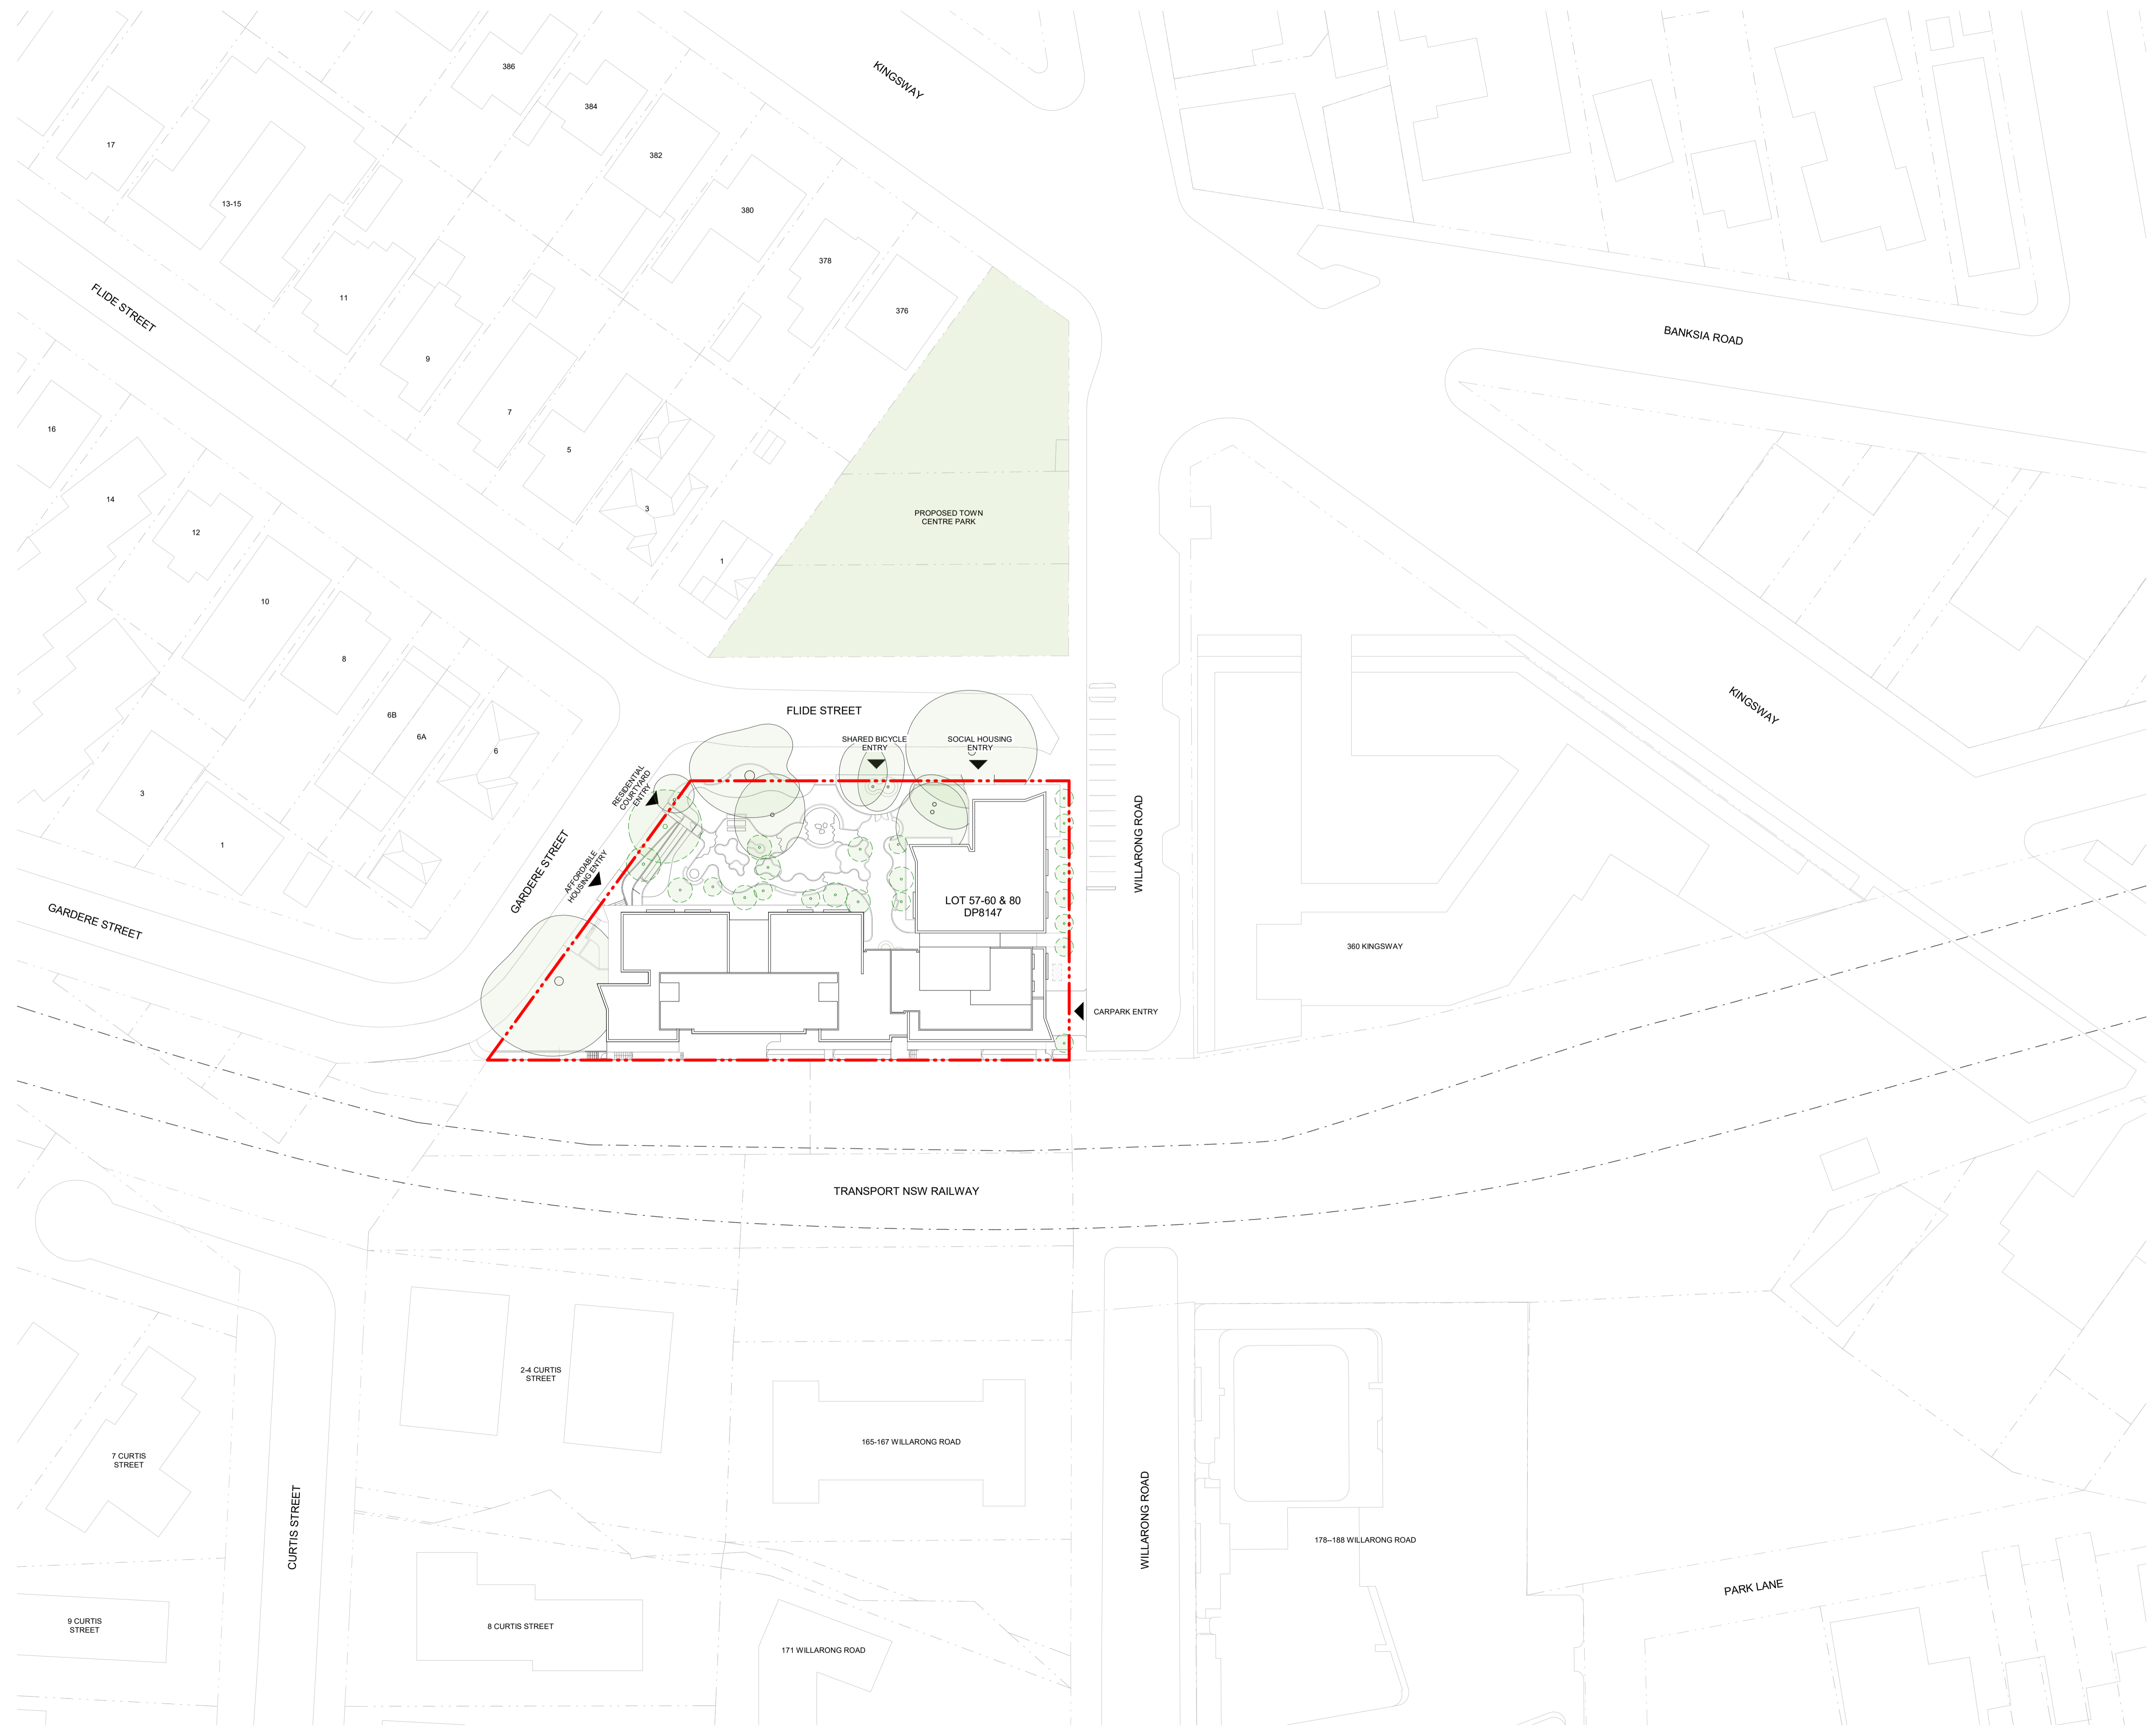 KINGSWAY
386
384
382
17
13-15
380
378
376
11
9
7
5
3
1
FLIDE STREET
BANKSIA ROAD
16
14
12
10
8
6B
6A
6
3
1
PROPOSED TOWN
CENTRE PARK
KINGSWAY
FLIDE STREET
SHARED BICYCLE
ENTRY
SOCIAL HOUSING
ENTRY
RESIDENTIAL
COURTYARD
ENTRY
AFFORDABLE
HOUSING ENTRY
GARDERE STREET
GARDERE STREET
WILLARONG ROAD
LOT 57-60 & 80
DP8147
360 KINGSWAY
CARPARK ENTRY
TRANSPORT NSW RAILWAY
2-4 CURTIS
STREET
7 CURTIS
STREET
165-167 WILLARONG ROAD
CURTIS STREET
WILLARONG ROAD
178--188 WILLARONG ROAD
PARK LANE
9 CURTIS
STREET
8 CURTIS STREET
171 WILLARONG ROAD